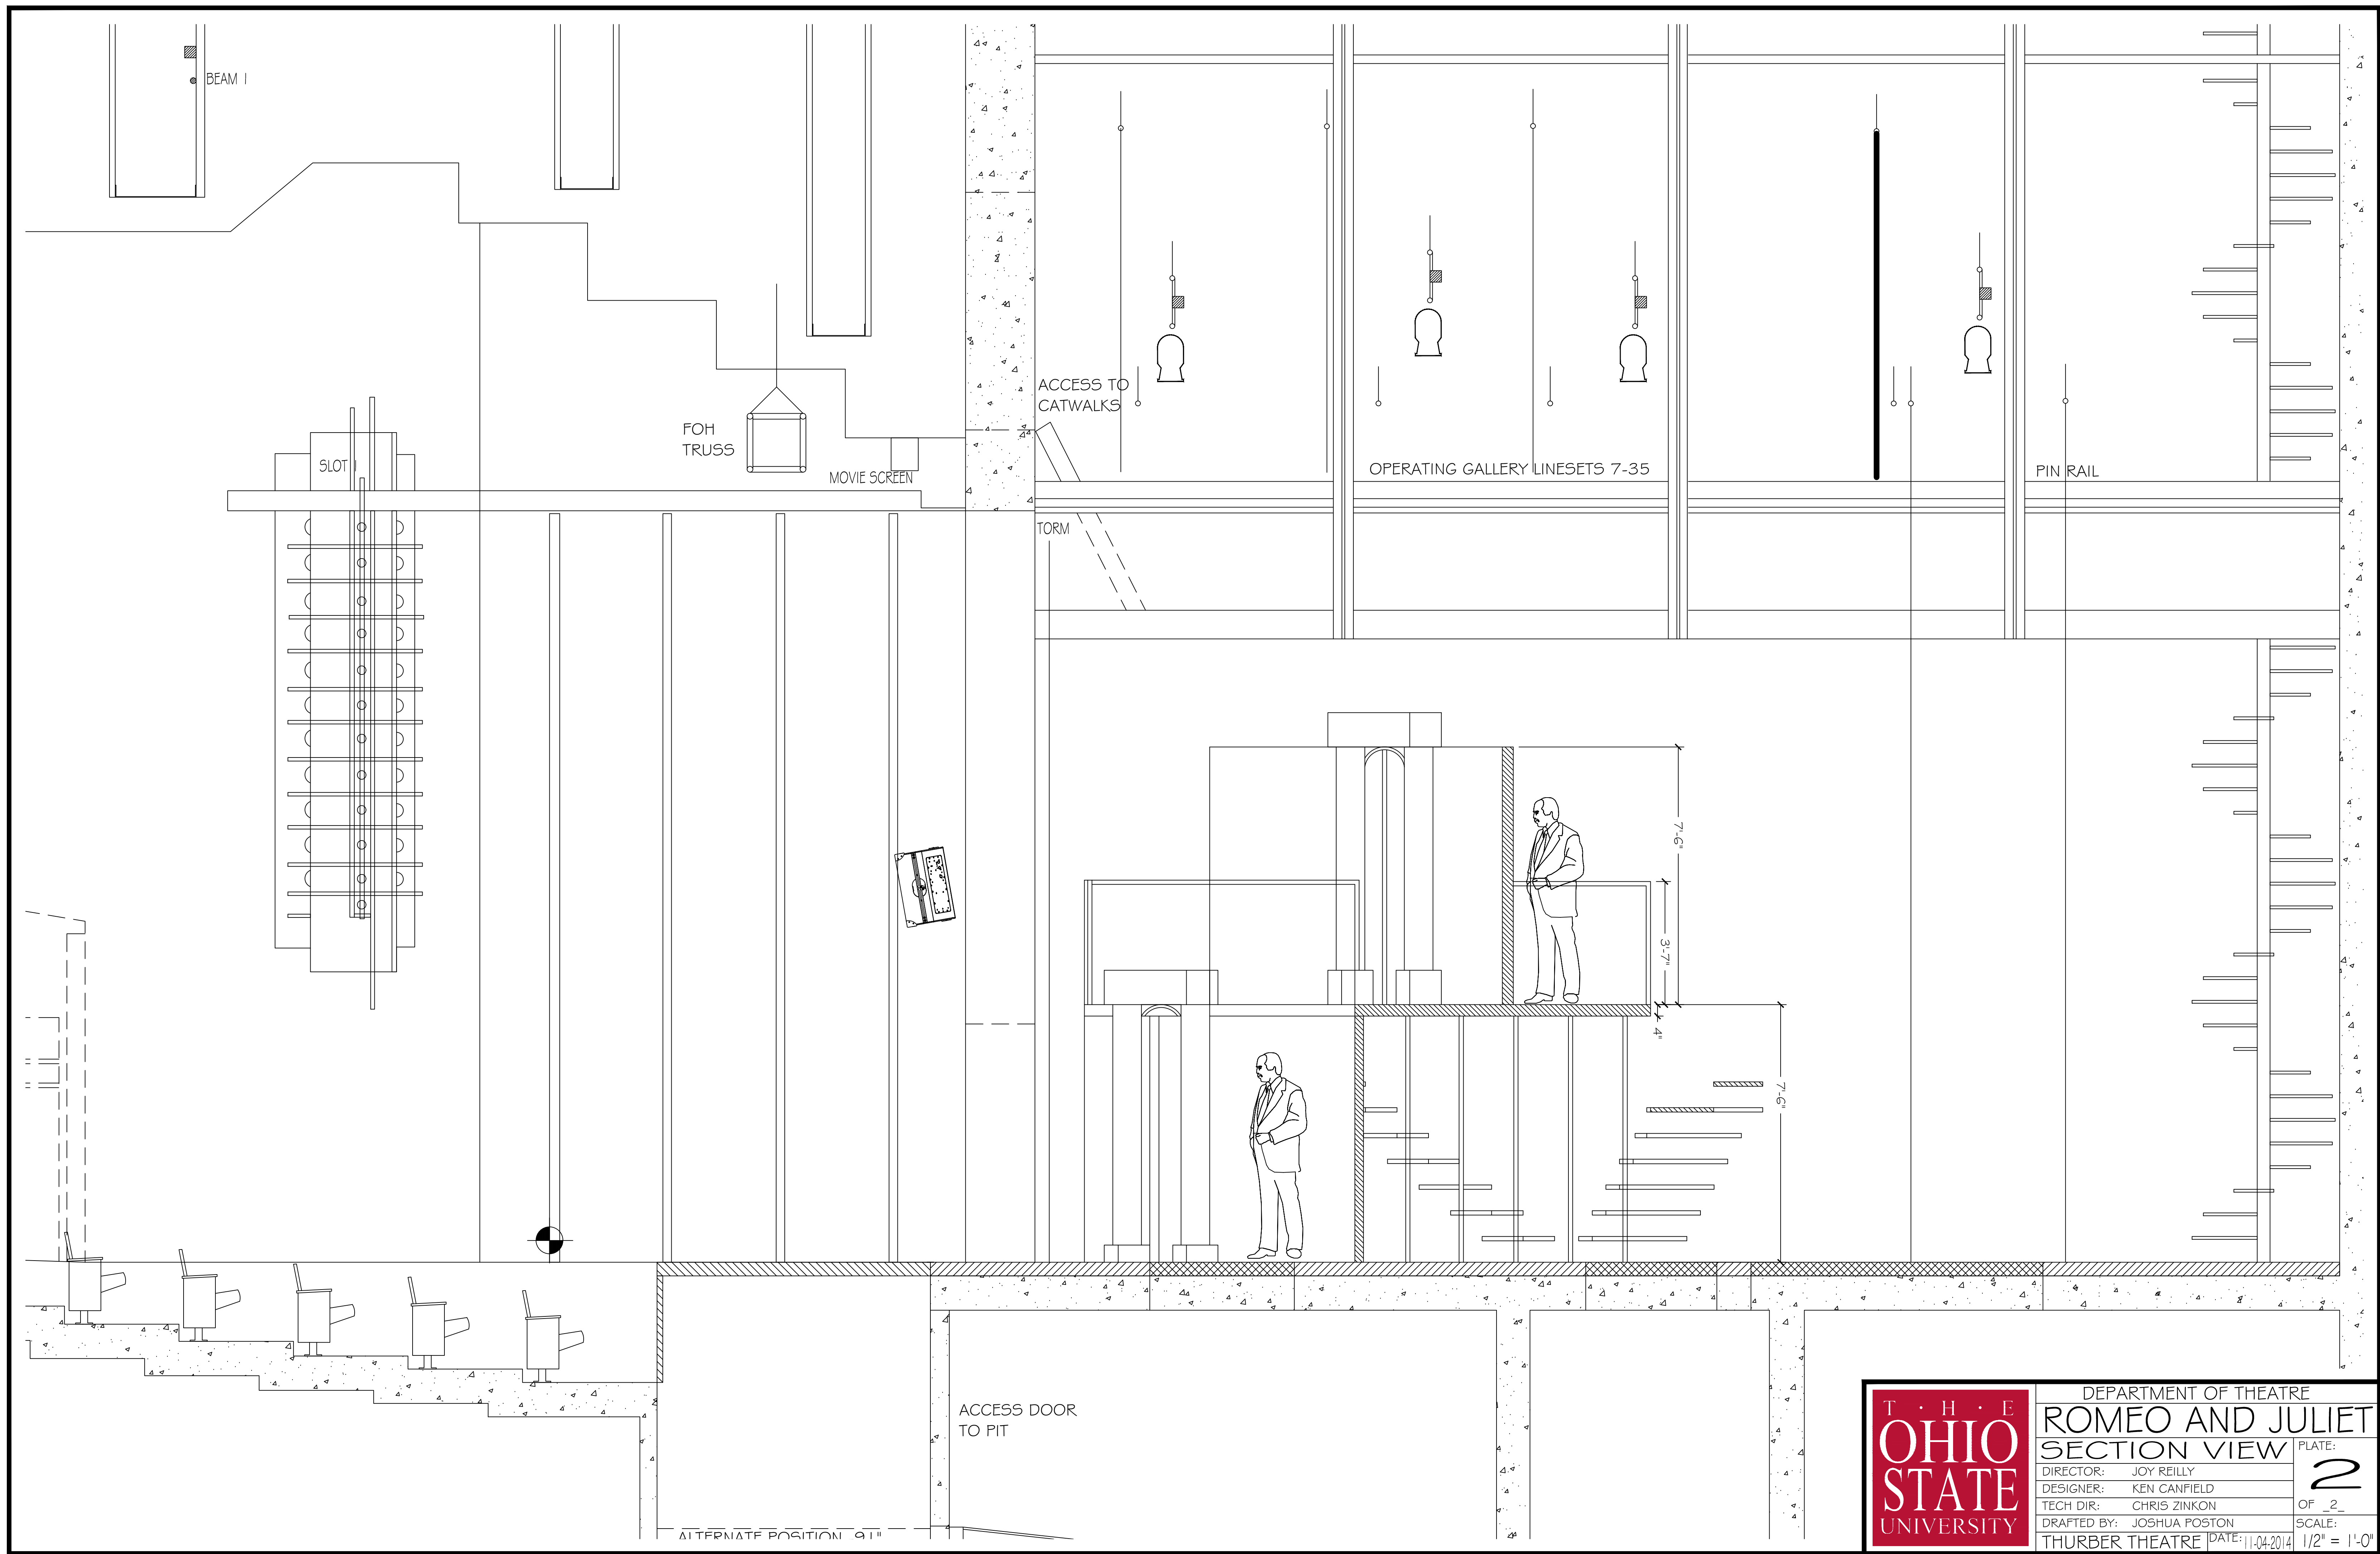 BEAM 1
ACCESS TO
CATWALKS
FOH
TRUSS
MOVIE SCREEN
SLOT 1
OPERATING GALLERY LINESETS 7-35
PIN RAIL
TORM
7'-6"
3'-7"
4"
7'-6"
ACCESS DOOR
TO PIT
ALTERNATE POSITION
T·H·E
OHIO
STATE
UNIVERSITY
DEPARTMENT OF THEATRE
ROMEO AND JULIET
SECTION VIEW
PLATE:
2
OF _2_
DIRECTOR: JOY REILLY
DESIGNER: KEN CANFIELD
TECH DIR: CHRIS ZINKON
DRAFTED BY: JOSHUA POSTON
SCALE:
1/2" = 1'-0"
THURBER THEATRE
DATE: 11-04-2014